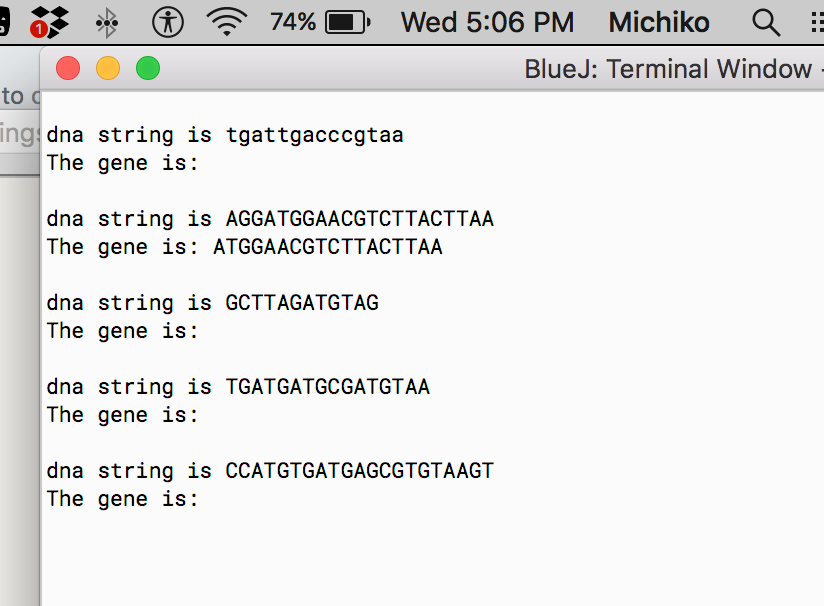 1 74% Wed 5:06 PM Michiko
BlueJ: Terminal Window -
to
ings
dna string is tgattgacccgtaa
The gene is:
dna string is AGGATGGAACGTCTTACTTAA
The gene is: ATGGAACGTCTTACTTAA
dna string is GCTTAGATGTAG
The gene is:
dna string is TGATGATGCGATGTAA
The gene is:
dna string is CCATGTGATGAGCGTGTAAGT
The gene is: